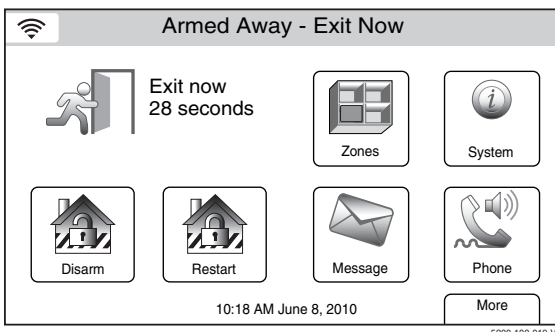 Armed Away - Exit Now
Exit now
28 seconds
Zones
System
Disarm
Restart
Message
Phone
10:18 AM June 8, 2010
More